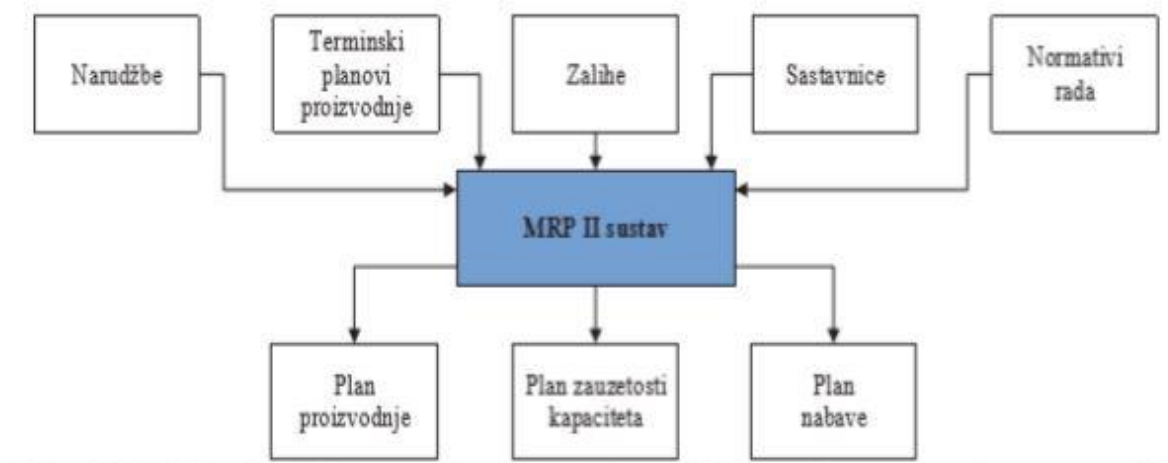 Narudžbe
Terminski
planovi
proizvodnje
Zalihe
Sastavnice
Normativi
rada
MRP II sustav
Plan
proizvodnje
Plan zauzetosti
kapaciteta
Plan
nabave